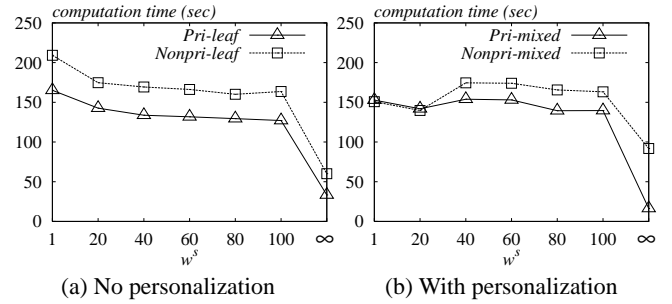 computation time (sec)
Pri-leaf
Nonpri-leaf
250
200
150
100
50
0
1 20 40 60 80 100 ∞
w^s
(a) No personalization
computation time (sec)
Pri-mixed
Nonpri-mixed
250
200
150
100
50
0
1 20 40 60 80 100 ∞
w^s
(b) With personalization